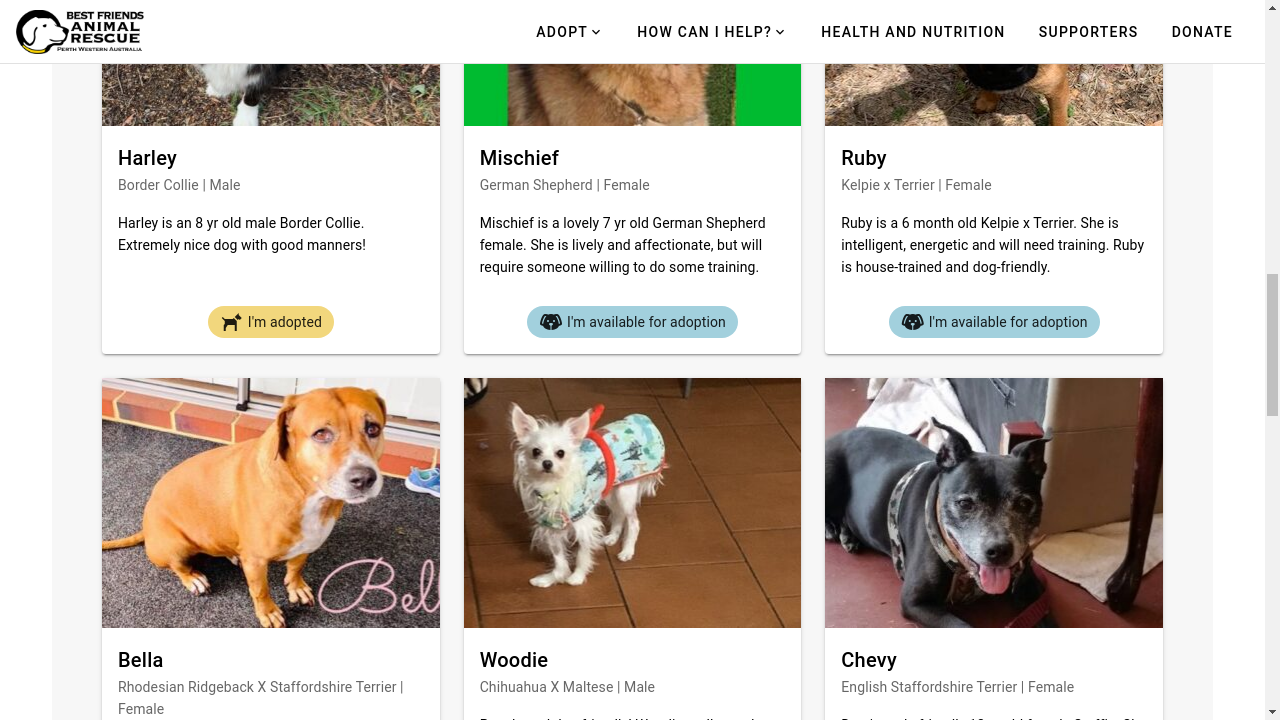 BEST FRIENDS
ANIMAL
RESCUE
PERTH WESTERN AUSTRALIA
ADOPT
HOW CAN I HELP?
HEALTH AND NUTRITION
SUPPORTERS
DONATE
Harley
Border Collie | Male
Harley is an 8 yr old male Border Collie.
Extremely nice dog with good manners!
I'm adopted
Mischief
German Shepherd | Female
Mischief is a lovely 7 yr old German Shepherd
female. She is lively and affectionate, but will
require someone willing to do some training.
I'm available for adoption
Ruby
Kelpie x Terrier | Female
Ruby is a 6 month old Kelpie x Terrier. She is
intelligent, energetic and will need training. Ruby
is house-trained and dog-friendly.
I'm available for adoption
Bel
Bella
Rhodesian Ridgeback X Staffordshire Terrier |
Female
Woodie
Chihuahua X Maltese | Male
Chevy
English Staffordshire Terrier | Female